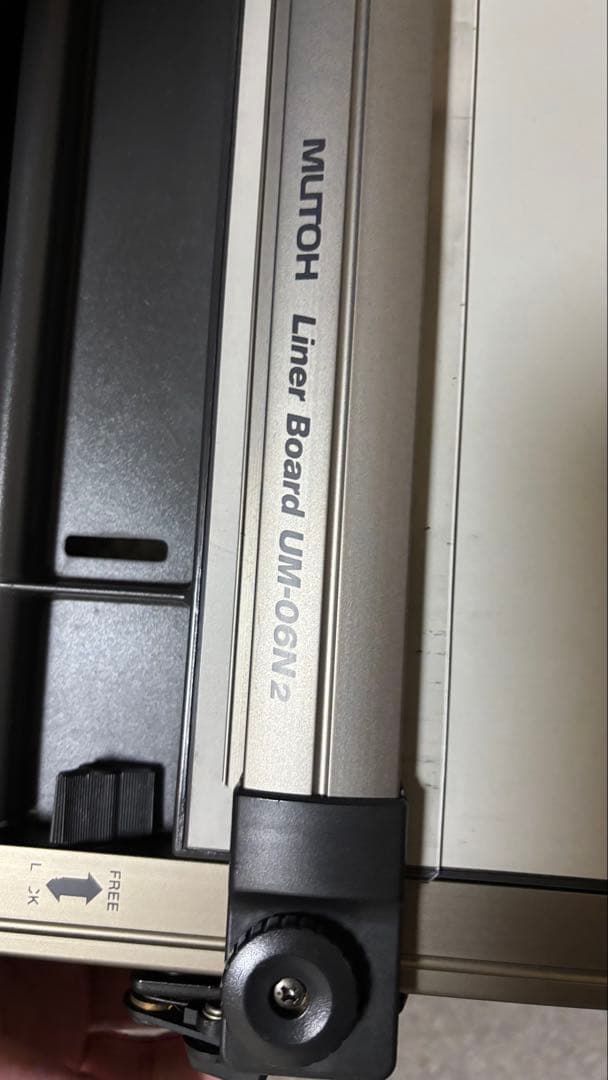 MUTOH Liner Board UM-06N2
FREE